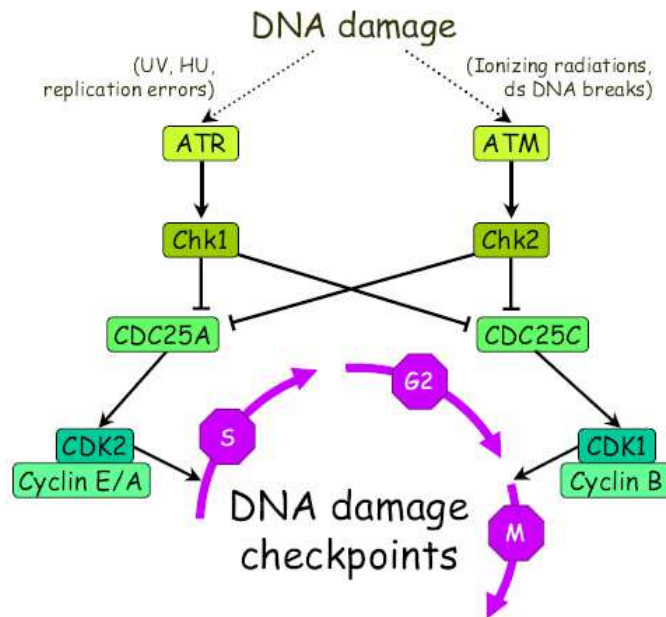 DNA damage
(UV, HU,
replication errors)
(Ionizing radiations,
ds DNA breaks)
ATR
ATM
Chk1
Chk2
CDC25A
CDC25C
G2
S
CDK2
Cyclin E/A
CDK1
Cyclin B
DNA damage
checkpoints
M